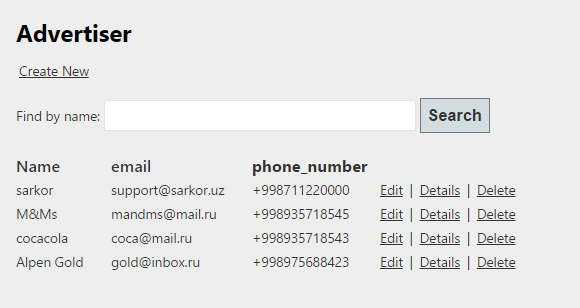 Advertiser
Create New
Find by name: Search
Name email phone_number
sarkor support@sarkor.uz +998711220000 Edit | Details | Delete
M&Ms mandms@mail.ru +998935718545 Edit | Details | Delete
cocacola coca@mail.ru +998935718543 Edit | Details | Delete
Alpen Gold gold@inbox.ru +998975688423 Edit | Details | Delete